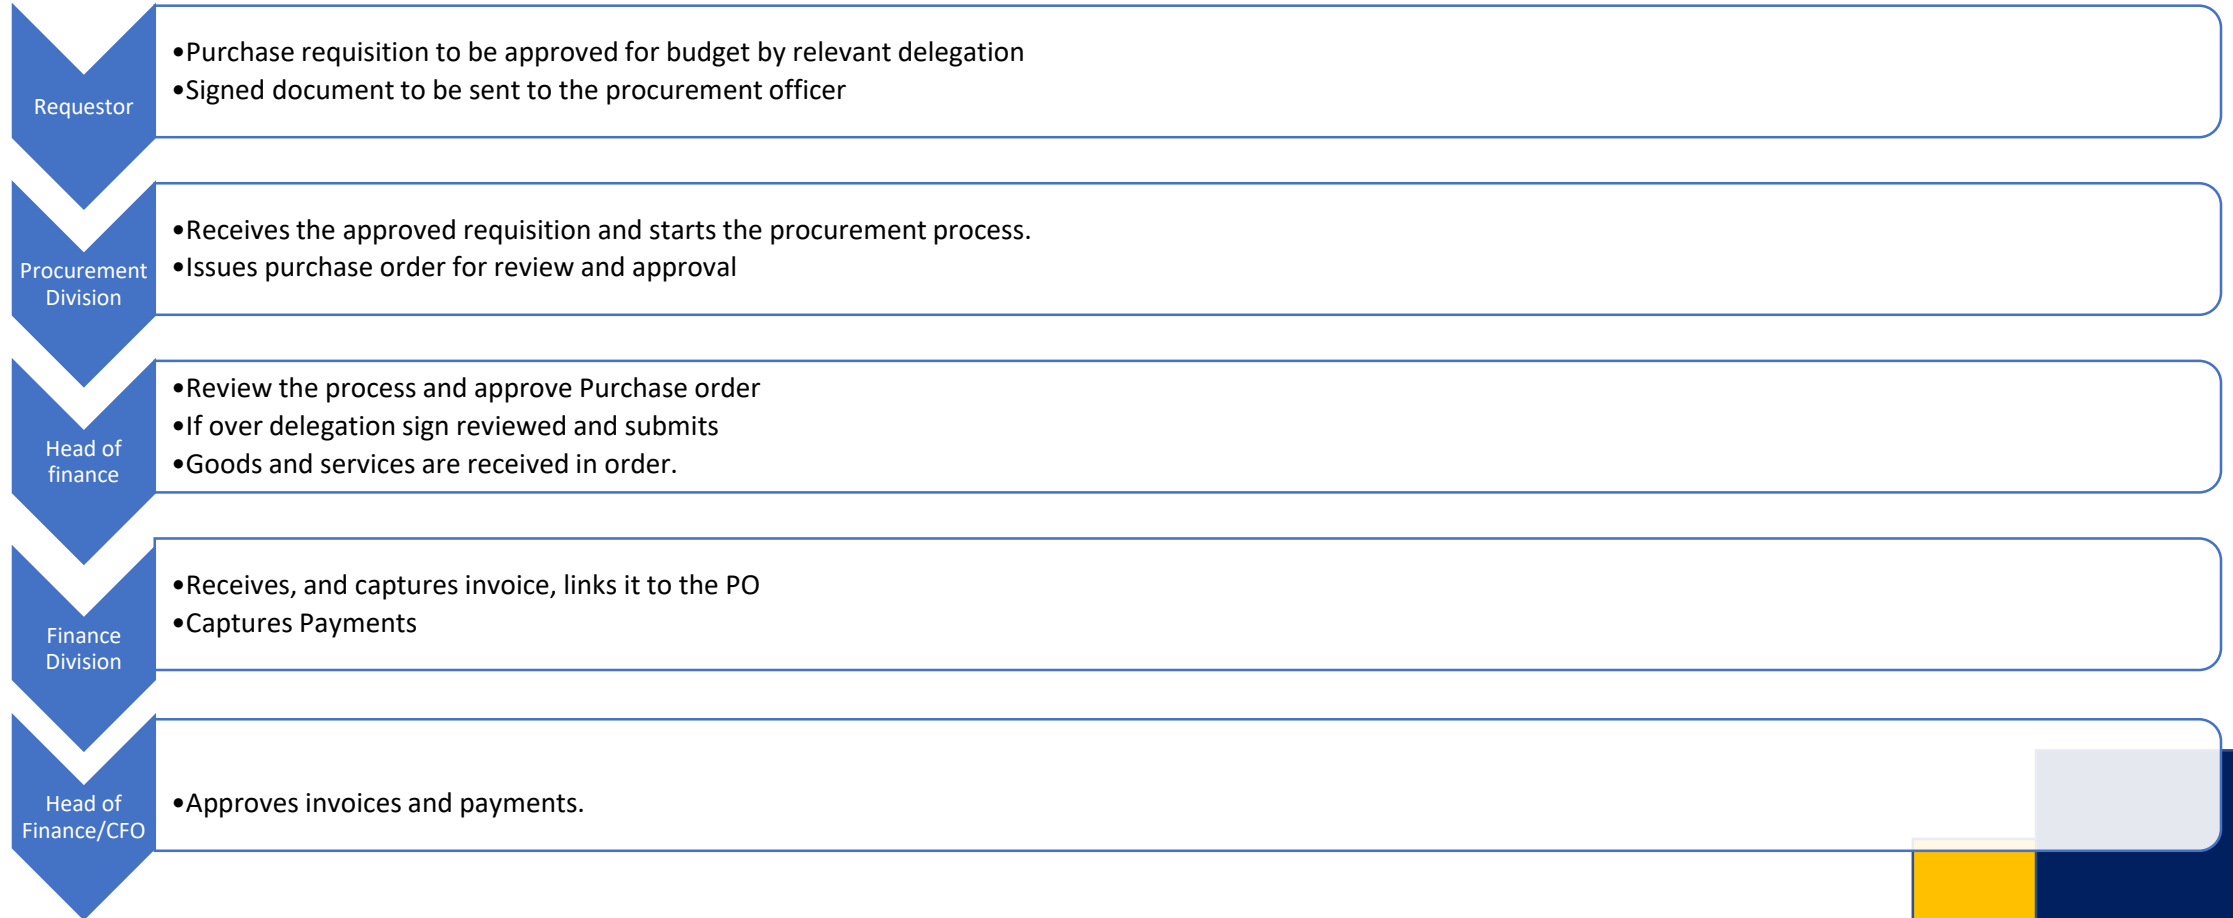 Requestor
•Purchase requisition to be approved for budget by relevant delegation
•Signed document to be sent to the procurement officer
Procurement
Division
•Receives the approved requisition and starts the procurement process.
•Issues purchase order for review and approval
Head of
finance
•Review the process and approve Purchase order
•If over delegation sign reviewed and submits
•Goods and services are received in order.
Finance
Division
•Receives, and captures invoice, links it to the PO
•Captures Payments
Head of
Finance/CFO
•Approves invoices and payments.